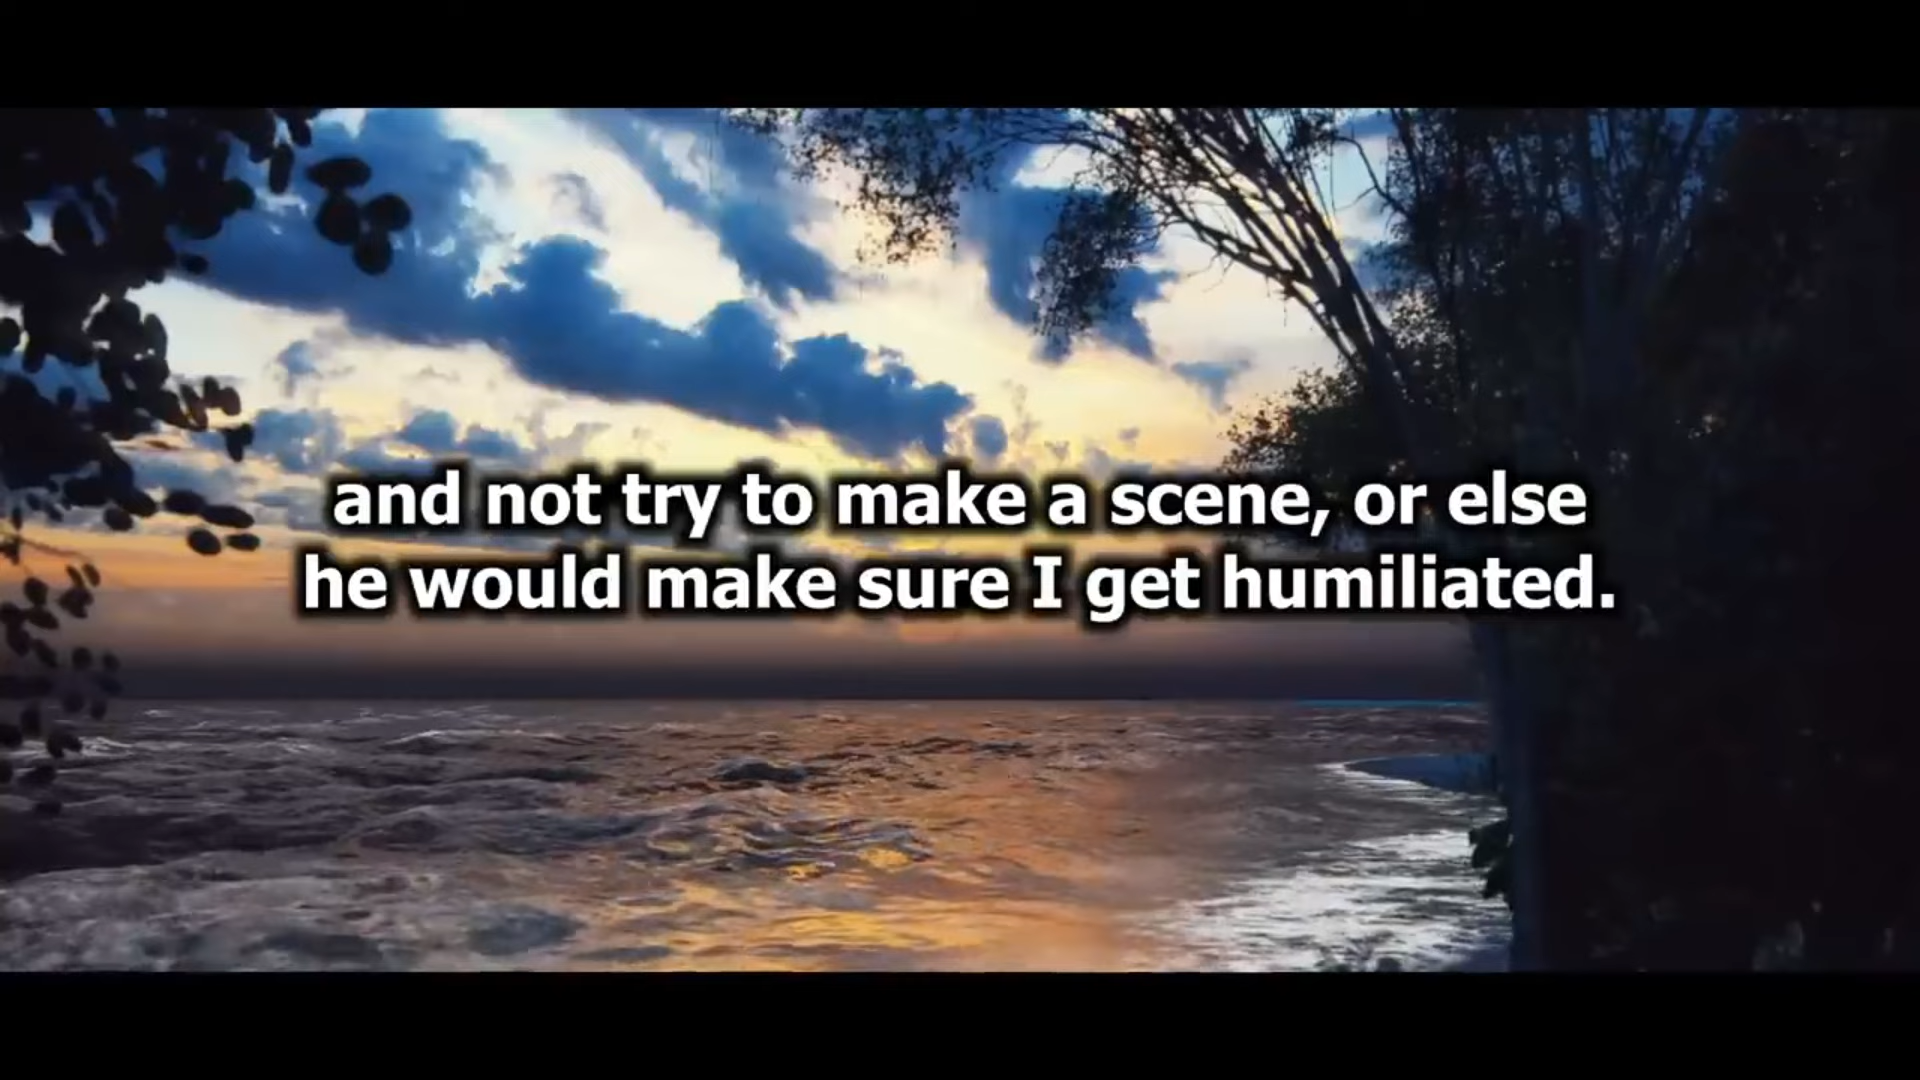 and not try to make a scene, or else
he would make sure I get humiliated.